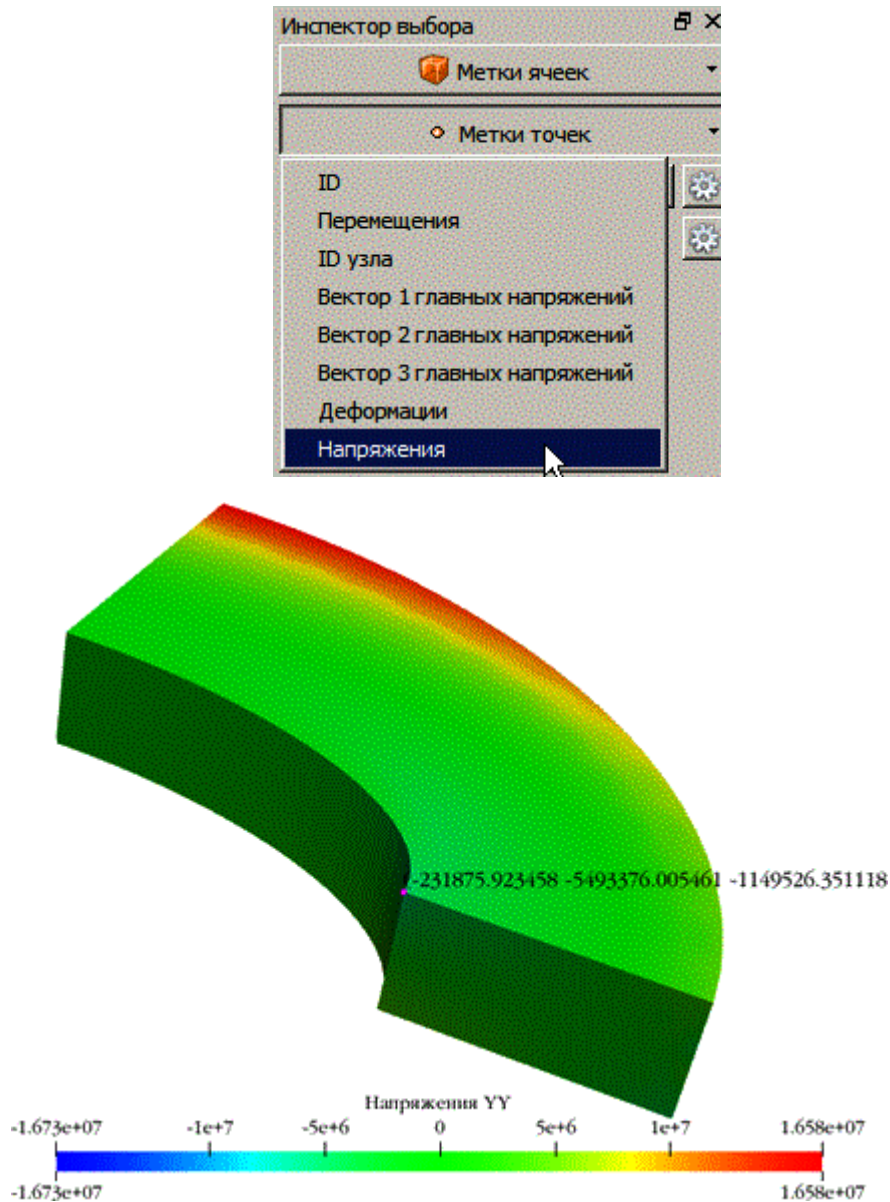 Инспектор выбора
Метки ячеек
Метки точек
ID
Перемещения
ID узла
Вектор 1 главных напряжений
Вектор 2 главных напряжений
Вектор 3 главных напряжений
Деформации
Напряжения
(-231875.923458 -5493376.005461 -1149526.351118
Напряжения YY
-1.673e+07 -1e+7 -5e+6 0 5e+6 1e+7 1.658e+07
-1.673e+07 1.658e+07